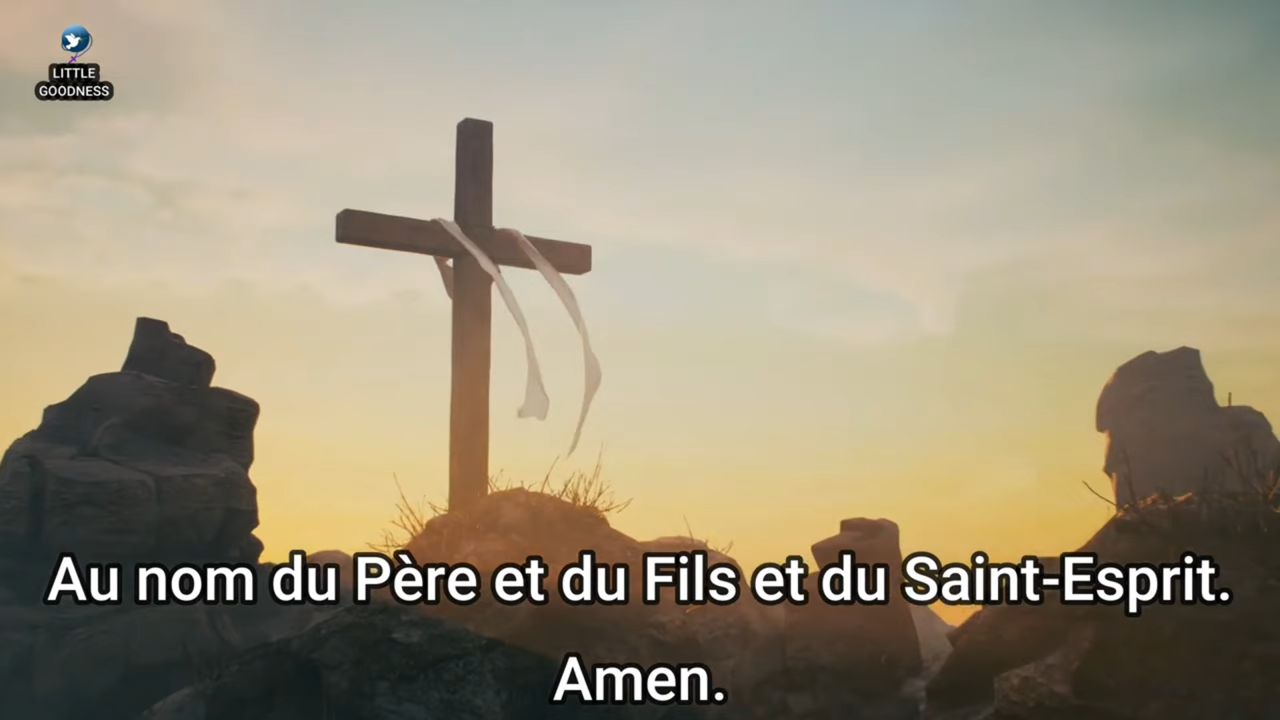 LITTLE
GOODNESS
Au nom du Père et du Fils et du Saint-Esprit.
Amen.